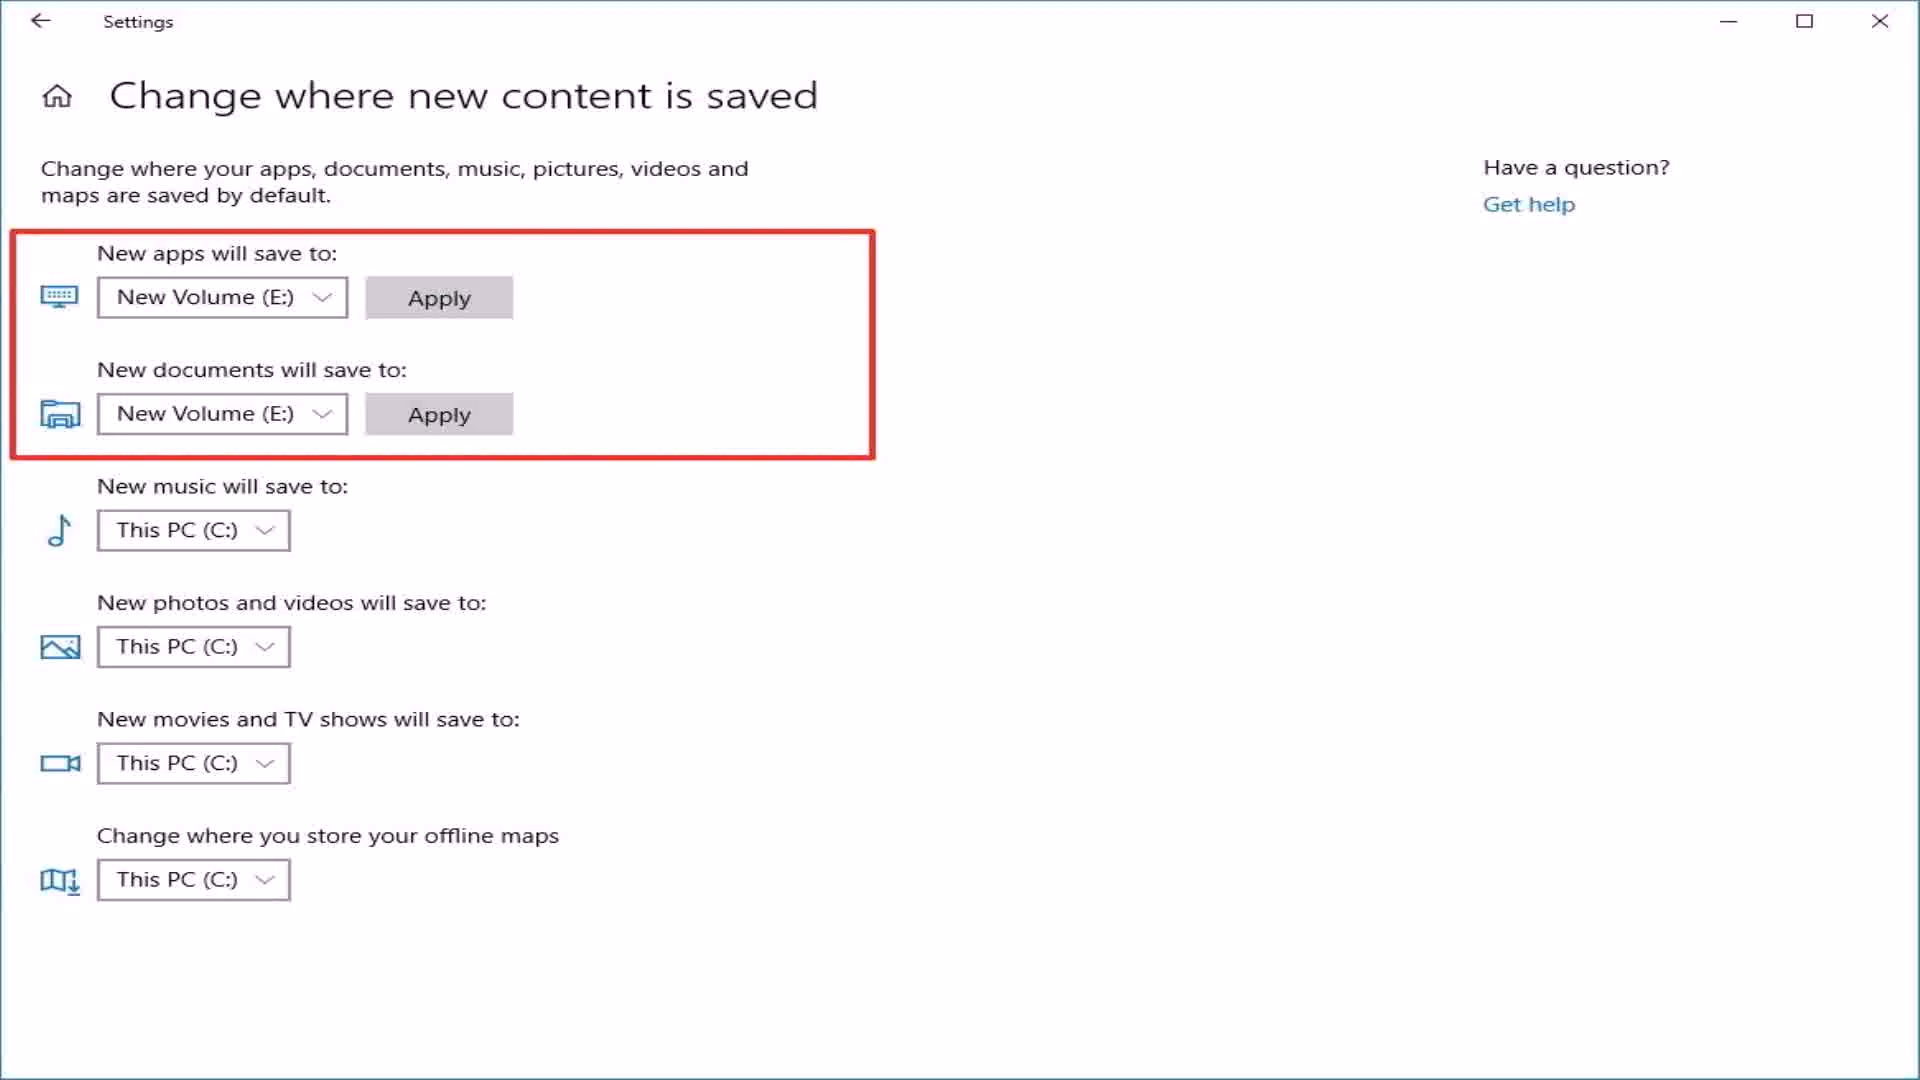 Settings
Change where new content is saved
Change where your apps, documents, music, pictures, videos and
maps are saved by default.
Have a question?
Get help
New apps will save to:
New Volume (E:)
Apply
New documents will save to:
New Volume (E:)
Apply
New music will save to:
This PC (C:)
New photos and videos will save to:
This PC (C:)
New movies and TV shows will save to:
This PC (C:)
Change where you store your offline maps
This PC (C:)